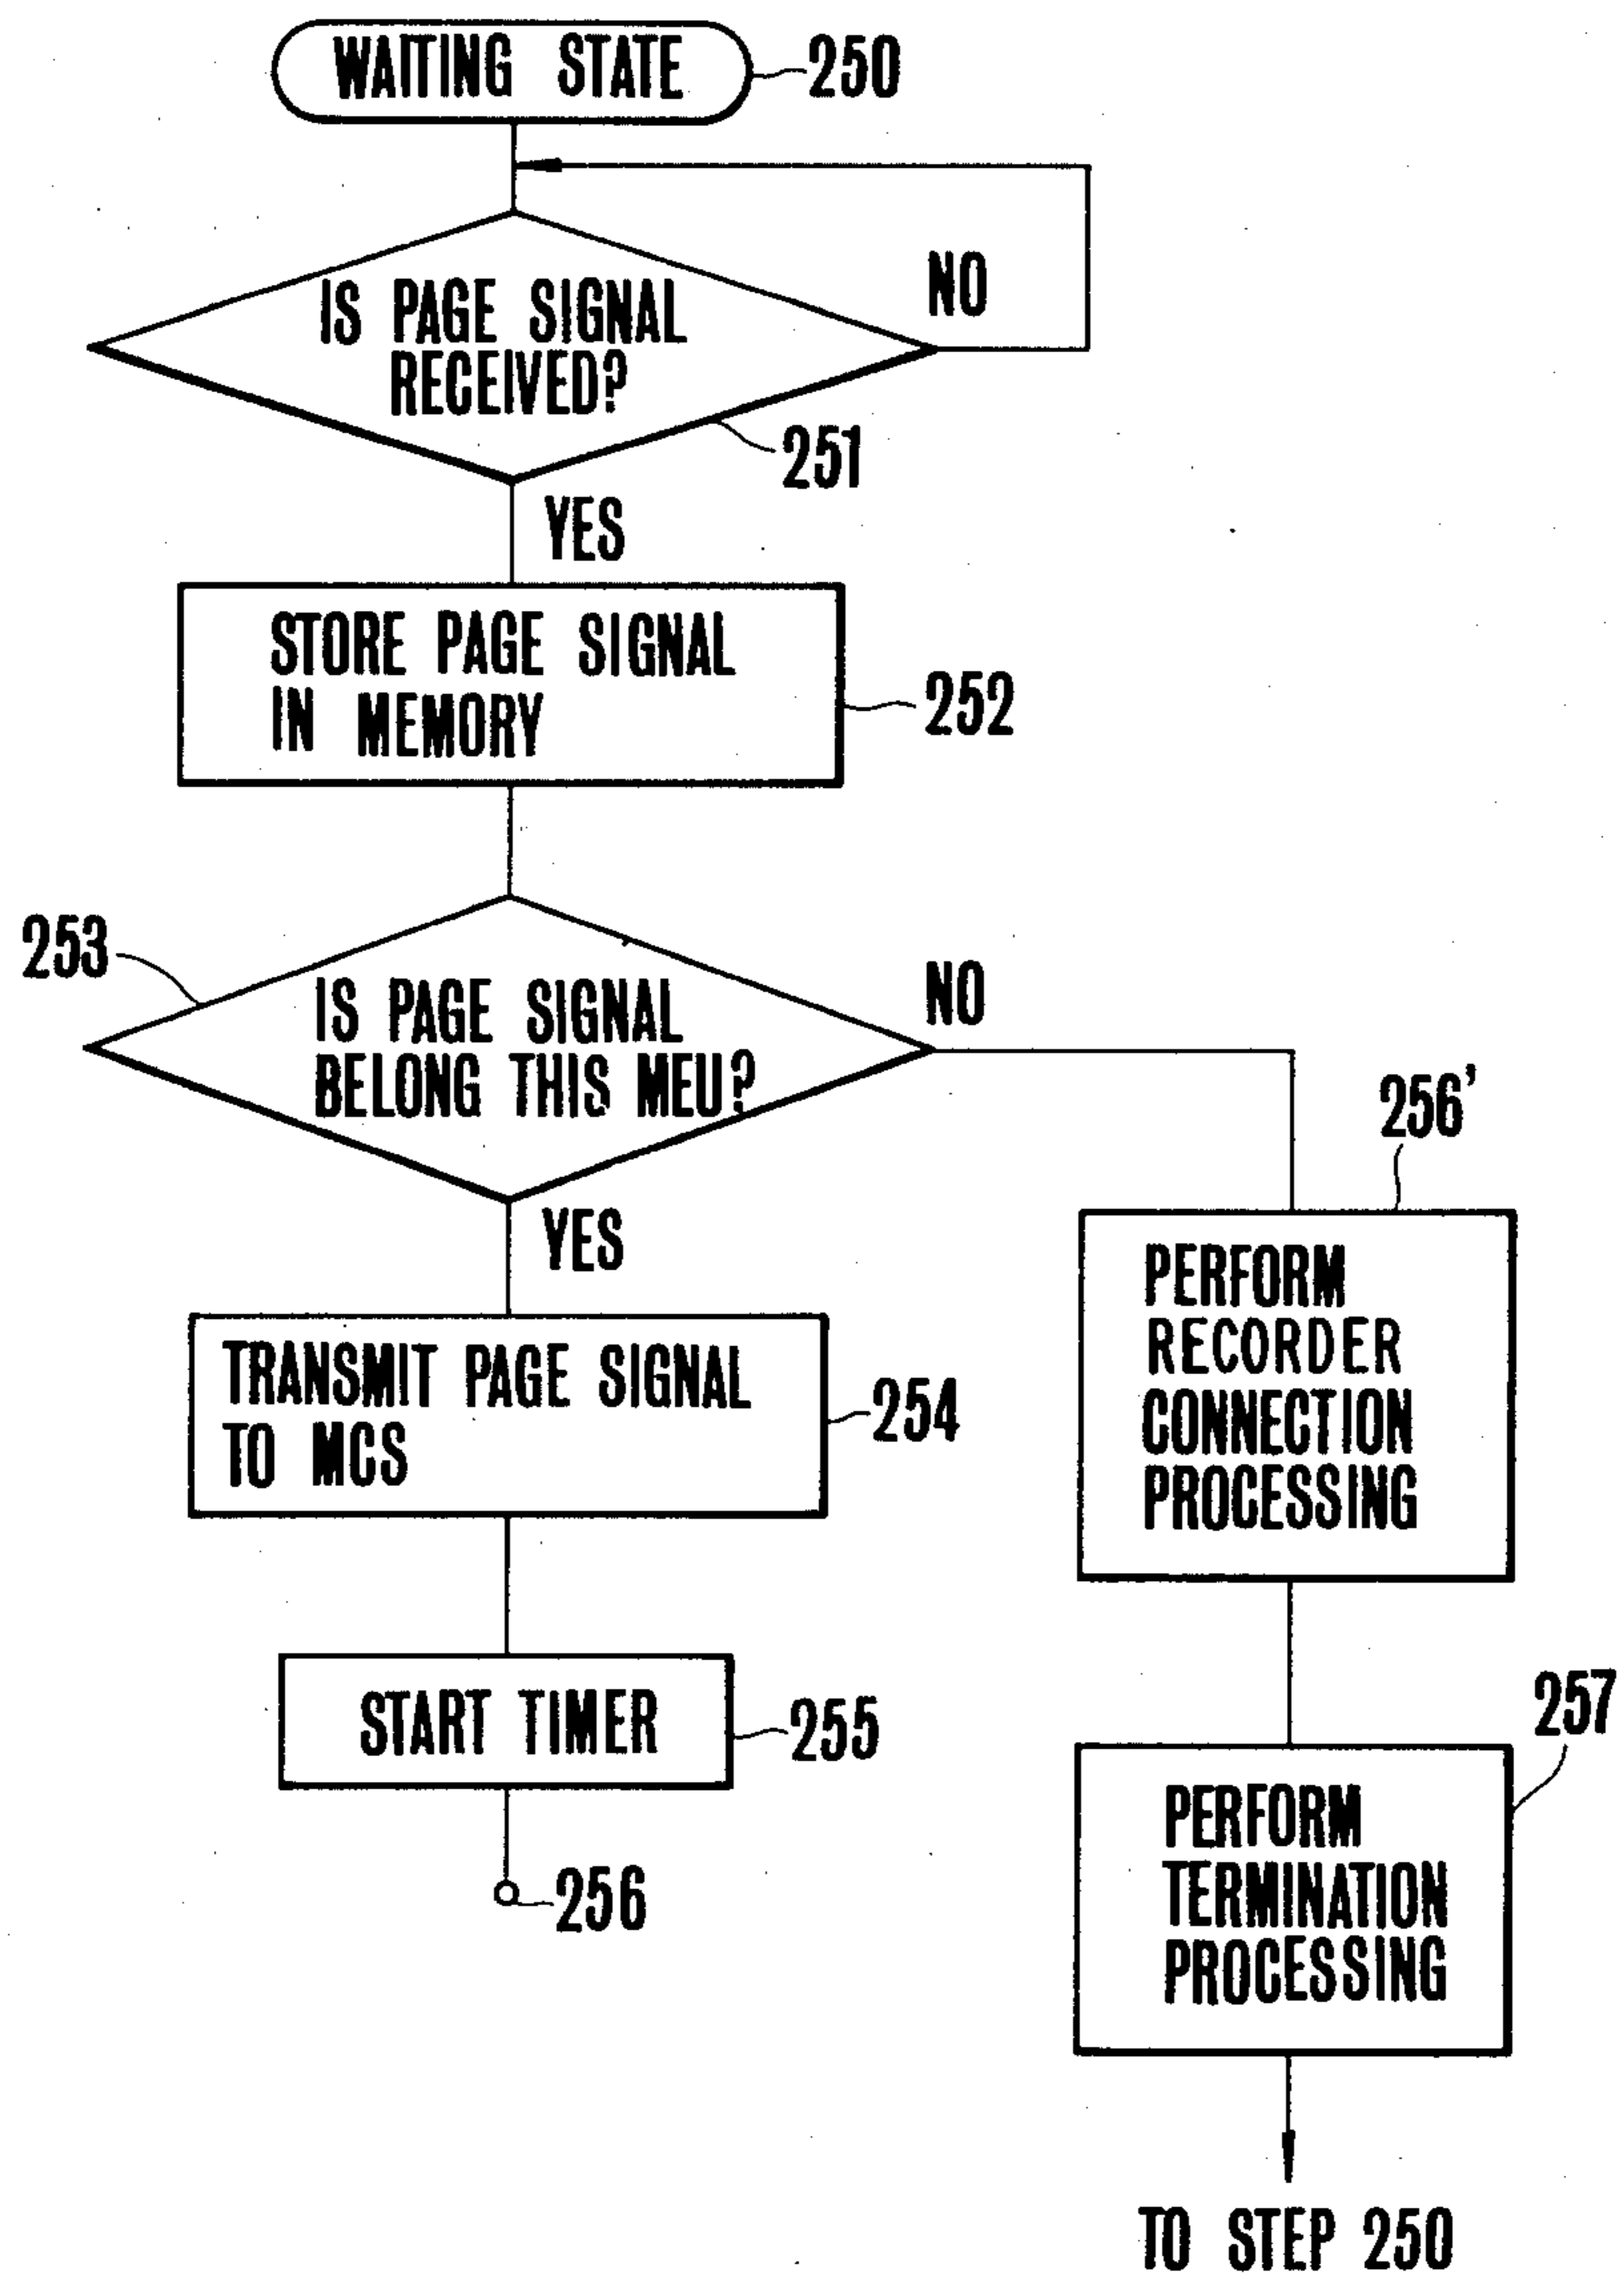 WAITING STATE
250
NO
IS PAGE SIGNAL
RECEIVED?
251
YES
STORE PAGE SIGNAL
IN MEMORY
252
253
IS PAGE SIGNAL
BELONG THIS MEU?
NO
256'
YES
TRANSMIT PAGE SIGNAL
TO MCS
254
PERFORM
RECORDER
CONNECTION
PROCESSING
START TIMER
255
256
257
PERFORM
TERMINATION
PROCESSING
TO STEP 250